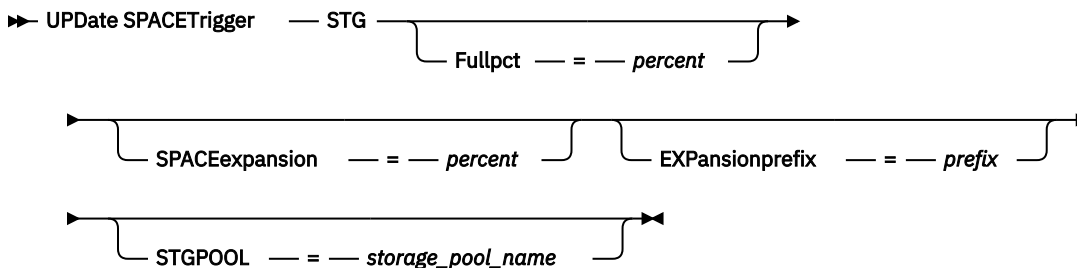 UPDate SPACETrigger STG
Fullpct = percent
SPACEexpansion = percent EXPansionprefix = prefix
STGPOOL = storage_pool_name